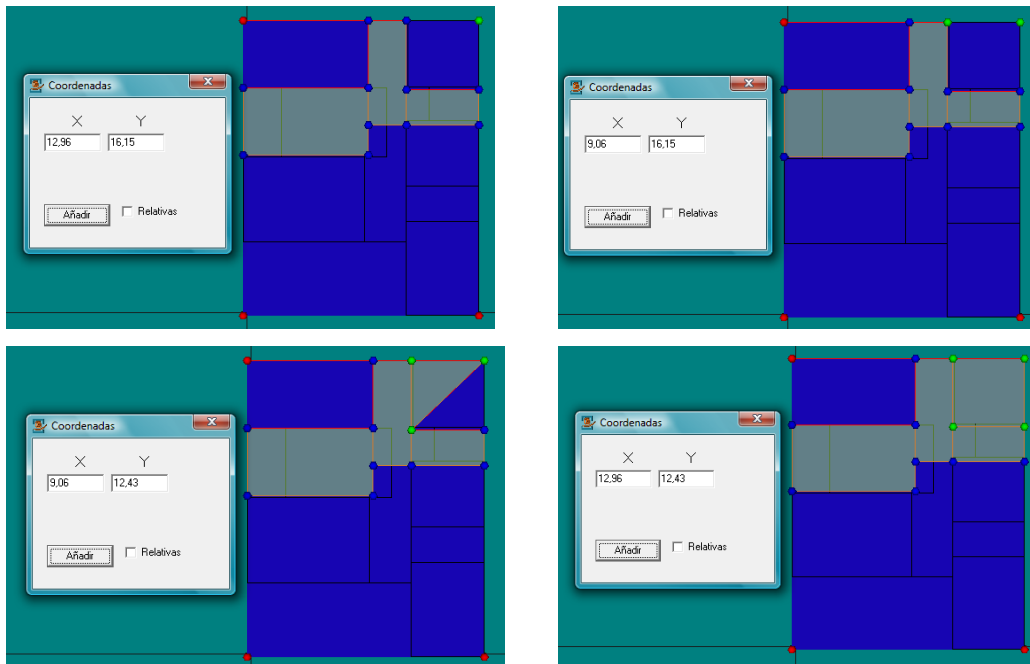 Coordenadas
X Y
12,96 16,15
Añadir Relativas
Coordenadas
X Y
9,06 16,15
Añadir Relativas
Coordenadas
X Y
9,06 12,43
Añadir Relativas
Coordenadas
X Y
12,96 12,43
Añadir Relativas